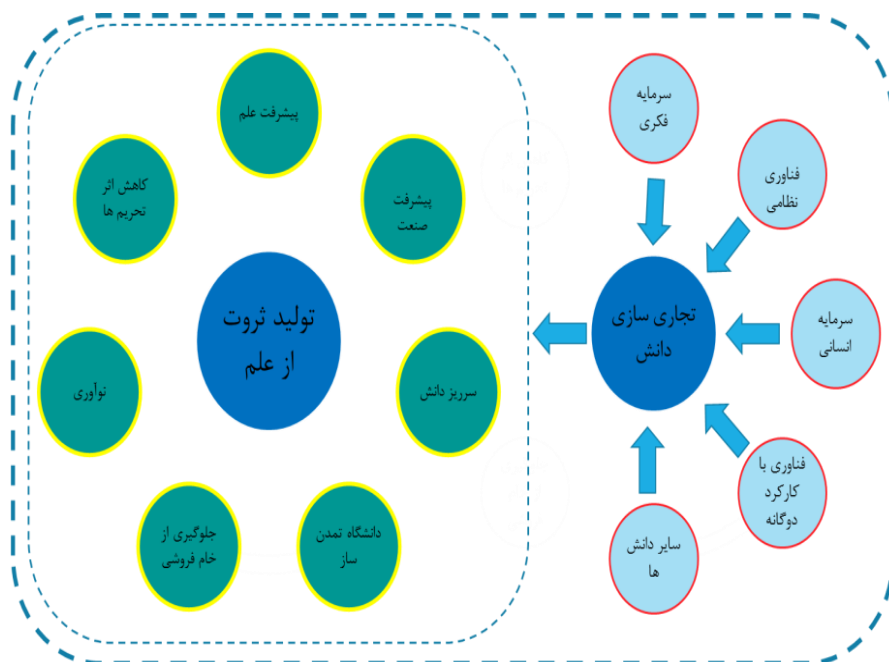 سرمایه
فکری
فناوری
نظامی
سرمایه
انسانی
فناوری با
کارکرد
دوگانه
سایر دانش
ها
تجاری سازی
دانش
پیشرفت علم
پیشرفت
صنعت
کاهش اثر
تحریم ها
تولید ثروت
از علم
سرریز دانش
نوآوری
دانشگاه تمدن
ساز
جلوگیری از
خام فروشی